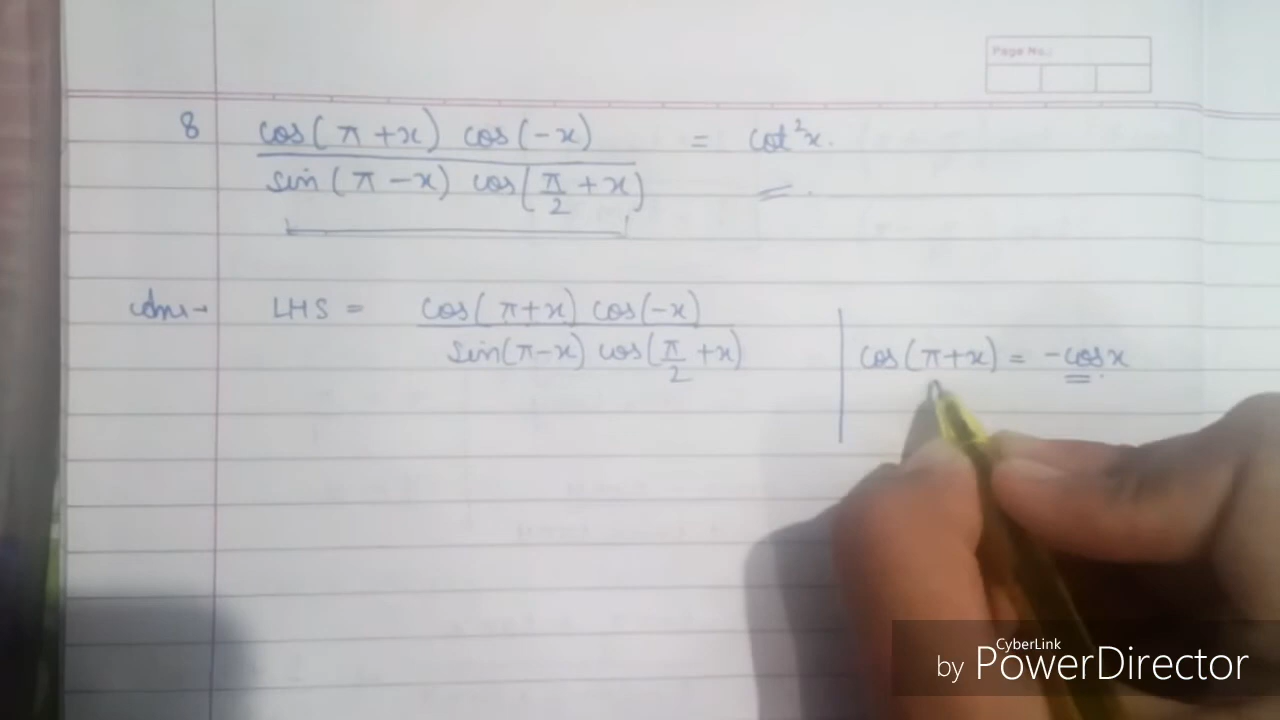 Page No.:
8 cos(π+x) cos(-x) = cot²x.
sin(π-x) cos(π/2 + x)
Ans→ LHS = cos(π+x) cos(-x)
sin(π-x) cos(π/2 + x)
cos(π+x) = -cosx
CyberLink
by PowerDirector